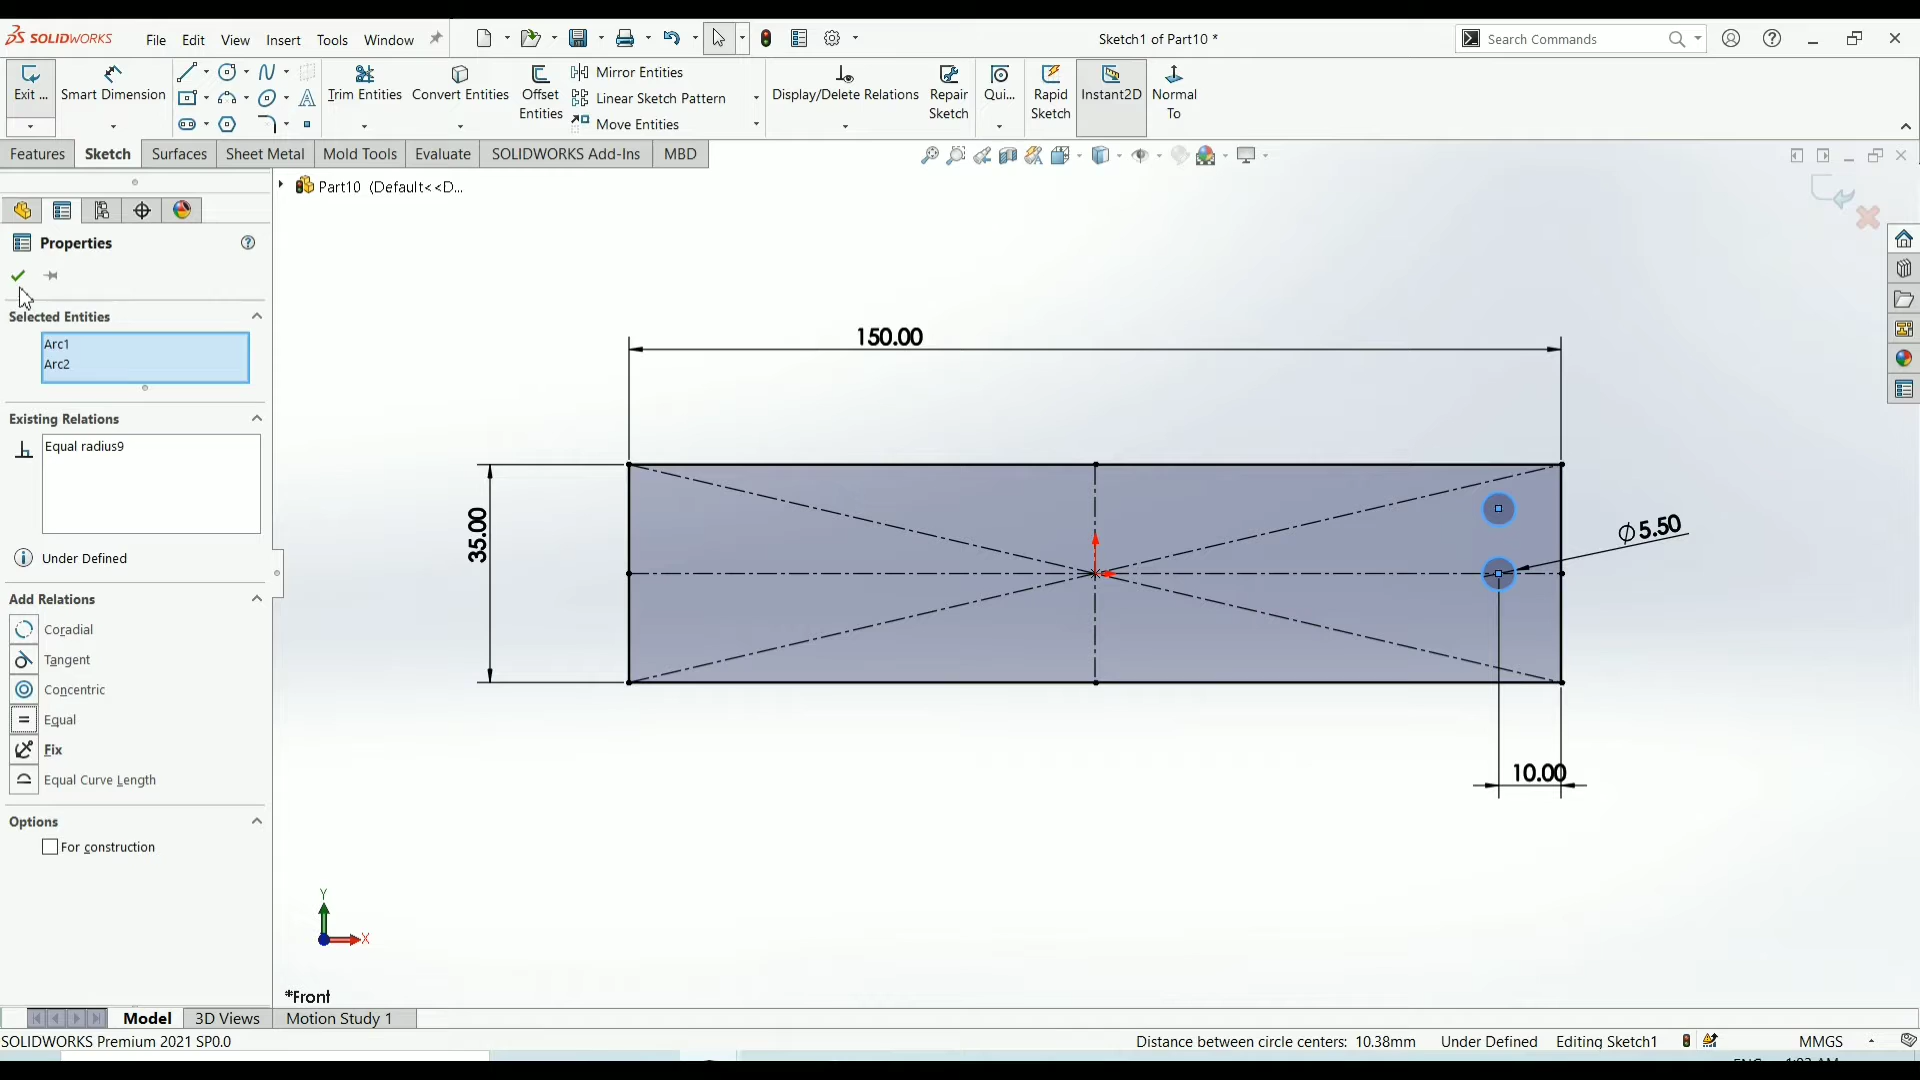 SOLIDWORKS
File Edit View Insert Tools Window
Sketch1 of Part10 *
Search Commands
Exit ...
Smart Dimension
Trim Entities
Convert Entities
Offset Entities
Mirror Entities
Linear Sketch Pattern
Move Entities
Display/Delete Relations
Repair Sketch
Qui...
Rapid Sketch
Instant2D
Normal To
Features Sketch Surfaces Sheet Metal Mold Tools Evaluate SOLIDWORKS Add-Ins MBD
Part10 (Default<<D...
Properties
Selected Entities
Arc1
Arc2
Existing Relations
Equal radius9
Under Defined
Add Relations
Coradial
Tangent
Concentric
Equal
Fix
Equal Curve Length
Options
For construction
150.00
35.00
∅5.50
10.00
Y
X
*Front
Model 3D Views Motion Study 1
SOLIDWORKS Premium 2021 SP0.0
Distance between circle centers: 10.38mm Under Defined Editing Sketch1 MMGS